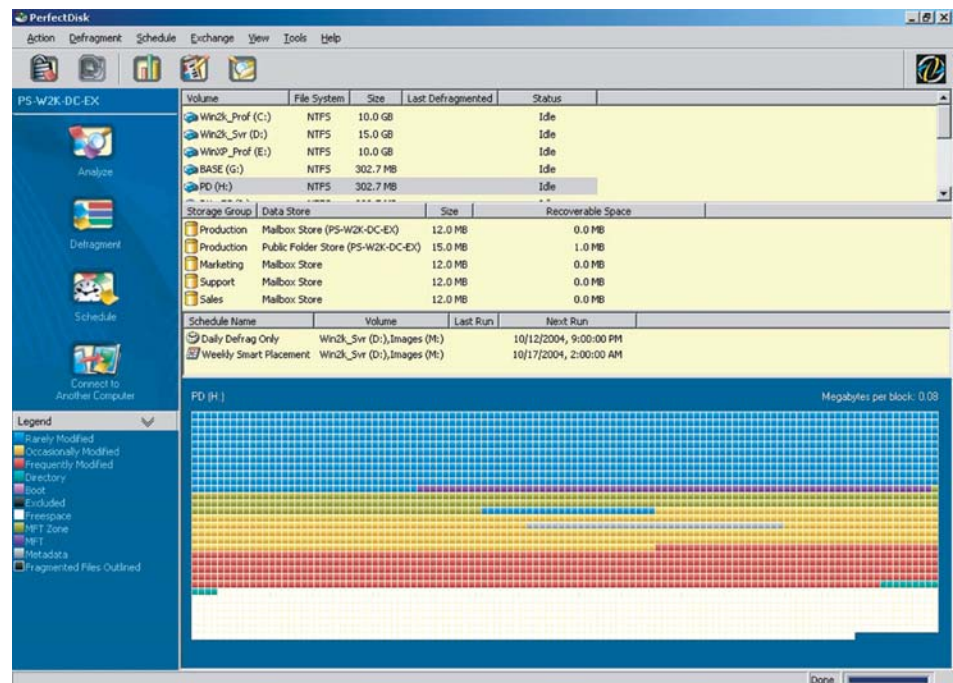 PerfectDisk
Action Defragment Schedule Exchange View Tools Help
PS-W2K-DC-EX
Analyze
Defragment
Schedule
Connect to
Another Computer
Legend
Rarely Modified
Occasionally Modified
Frequently Modified
Directory
Boot
Excluded
Freespace
MFT Zone
MFT
Metadata
Fragmented Files Outlined
Volume File System Size Last Defragmented Status
Win2k_Prof (C:) NTFS 10.0 GB Idle
Win2k_Svr (D:) NTFS 15.0 GB Idle
WinXP_Prof (E:) NTFS 10.0 GB Idle
BASE (G:) NTFS 302.7 MB Idle
PD (H:) NTFS 302.7 MB Idle
Storage Group Data Store Size Recoverable Space
Production Mailbox Store (PS-W2K-DC-EX) 12.0 MB 0.0 MB
Production Public Folder Store (PS-W2K-DC-EX) 15.0 MB 1.0 MB
Marketing Mailbox Store 12.0 MB 0.0 MB
Support Mailbox Store 12.0 MB 0.0 MB
Sales Mailbox Store 12.0 MB 0.0 MB
Schedule Name Volume Last Run Next Run
Daily Defrag Only Win2k_Svr (D:),Images (M:) 10/12/2004, 9:00:00 PM
Weekly Smart Placement Win2k_Svr (D:),Images (M:) 10/17/2004, 2:00:00 AM
PD (H:) Megabytes per block: 0.08
Done